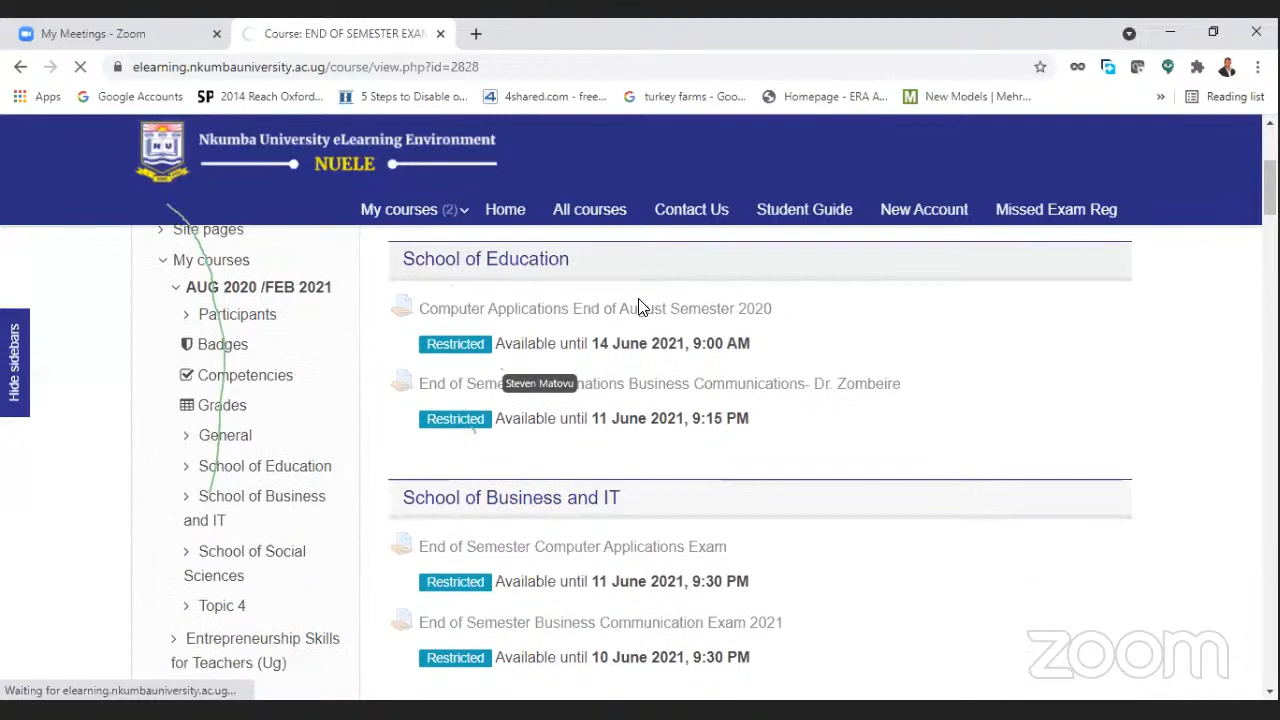 My Meetings - Zoom
Course: END OF SEMESTER EXAM
elearning.nkumbauniversity.ac.ug/course/view.php?id=2828
Apps
Google Accounts
SP 2014 Reach Oxford...
5 Steps to Disable o...
4shared.com - free...
turkey farms - Goo...
Homepage - ERA A...
New Models | Mehr...
»
Reading list
Nkumba University eLearning Environment
NUELE
My courses (2)
Home
All courses
Contact Us
Student Guide
New Account
Missed Exam Reg
Hide sidebars
Site pages
My courses
AUG 2020 /FEB 2021
Participants
Badges
Competencies
Grades
General
School of Education
School of Business
and IT
School of Social
Sciences
Topic 4
Entrepreneurship Skills
for Teachers (Ug)
School of Education
Computer Applications End of August Semester 2020
Restricted Available until 14 June 2021, 9:00 AM
End of Seme nations Business Communications- Dr. Zombeire
Steven Matovu
Restricted Available until 11 June 2021, 9:15 PM
School of Business and IT
End of Semester Computer Applications Exam
Restricted Available until 11 June 2021, 9:30 PM
End of Semester Business Communication Exam 2021
Restricted Available until 10 June 2021, 9:30 PM
zoom
Waiting for elearning.nkumbauniversity.ac.ug...